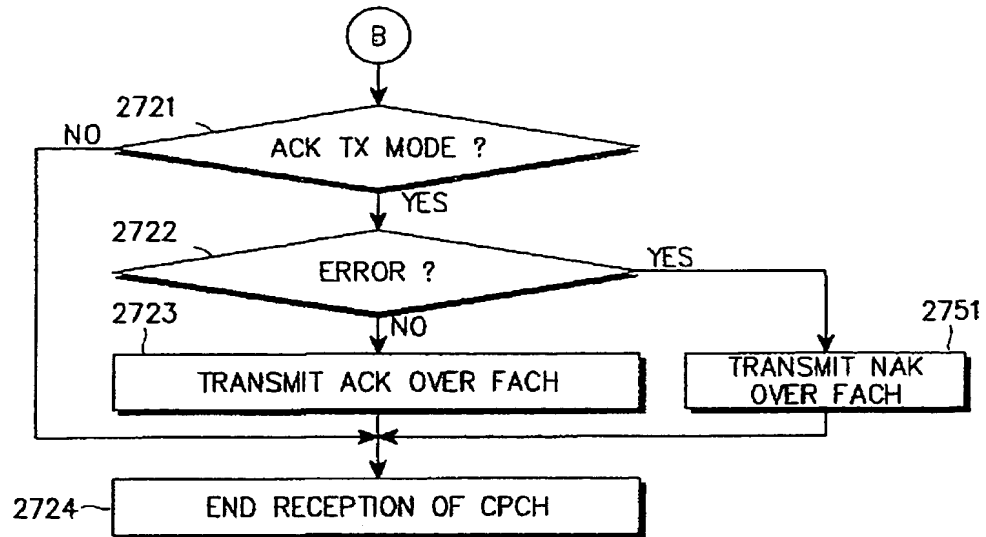 B
2721
NO
ACK TX MODE ?
YES
2722
ERROR ?
YES
NO
2723
2751
TRANSMIT ACK OVER FACH
TRANSMIT NAK
OVER FACH
2724
END RECEPTION OF CPCH